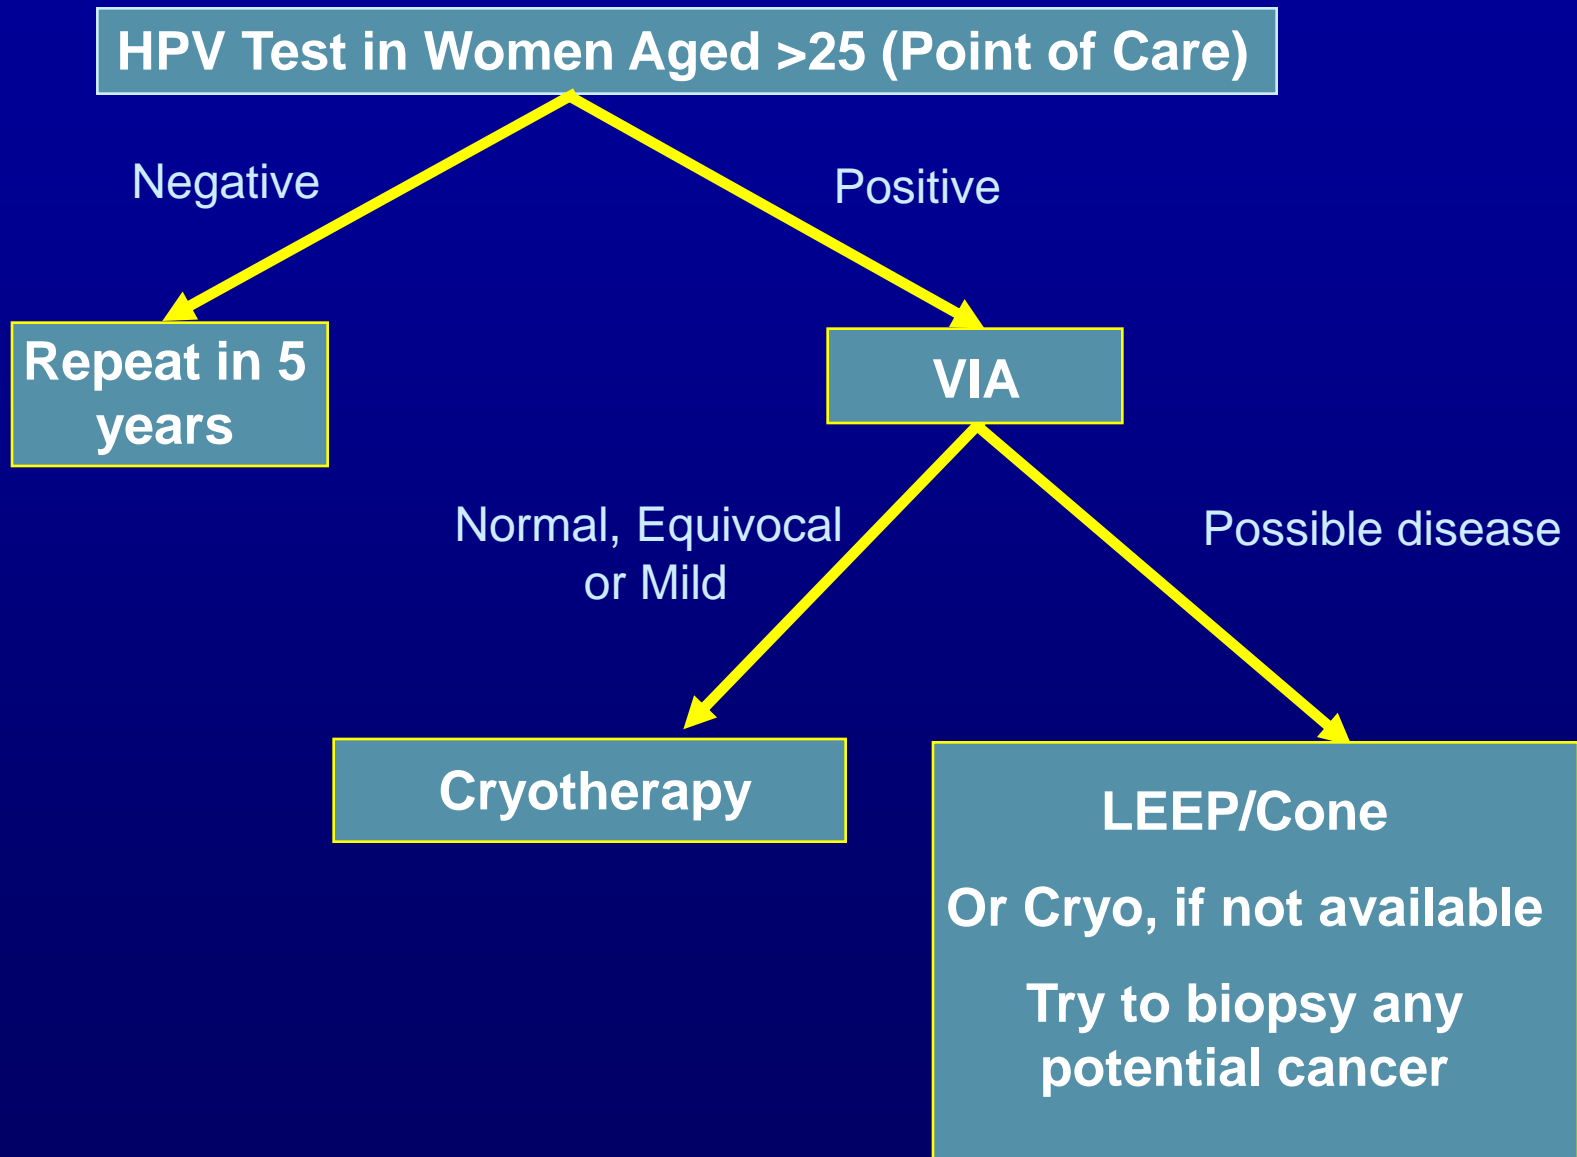 HPV Test in Women Aged >25 (Point of Care)
Negative
Positive
Repeat in 5
years
VIA
Normal, Equivocal
or Mild
Possible disease
Cryotherapy
LEEP/Cone
Or Cryo, if not available
Try to biopsy any
potential cancer